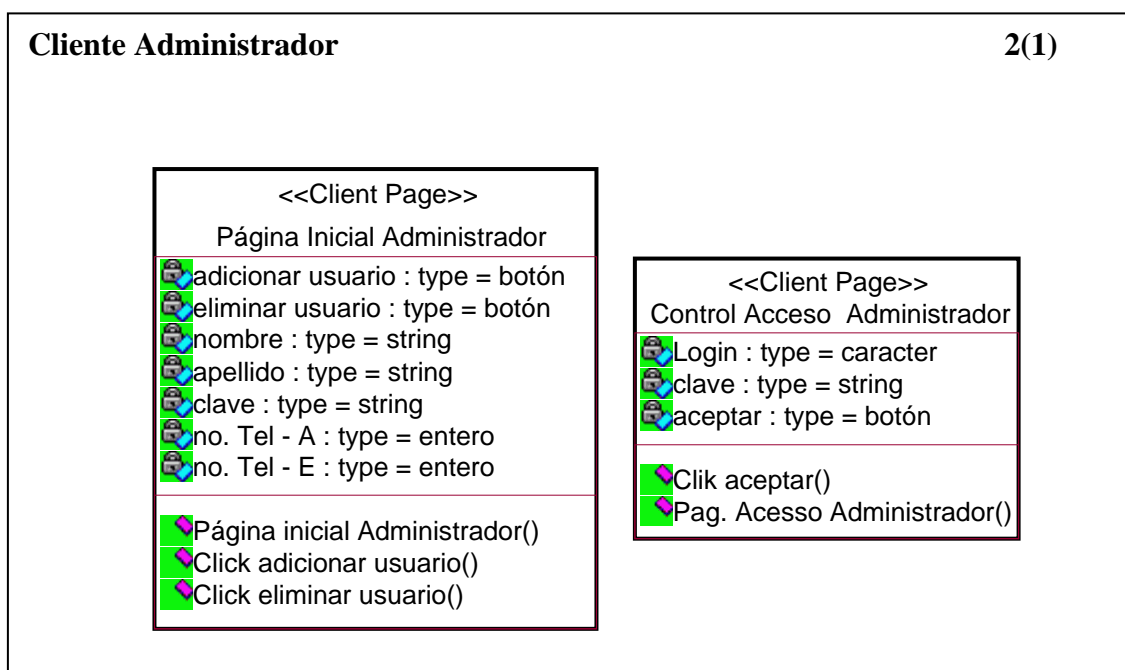 Cliente Administrador 2(1)
<<Client Page>>
Página Inicial Administrador
adicionar usuario : type = botón
eliminar usuario : type = botón
nombre : type = string
apellido : type = string
clave : type = string
no. Tel - A : type = entero
no. Tel - E : type = entero
Página inicial Administrador()
Click adicionar usuario()
Click eliminar usuario()
<<Client Page>>
Control Acceso Administrador
Login : type = caracter
clave : type = string
aceptar : type = botón
Clik aceptar()
Pag. Acesso Administrador()